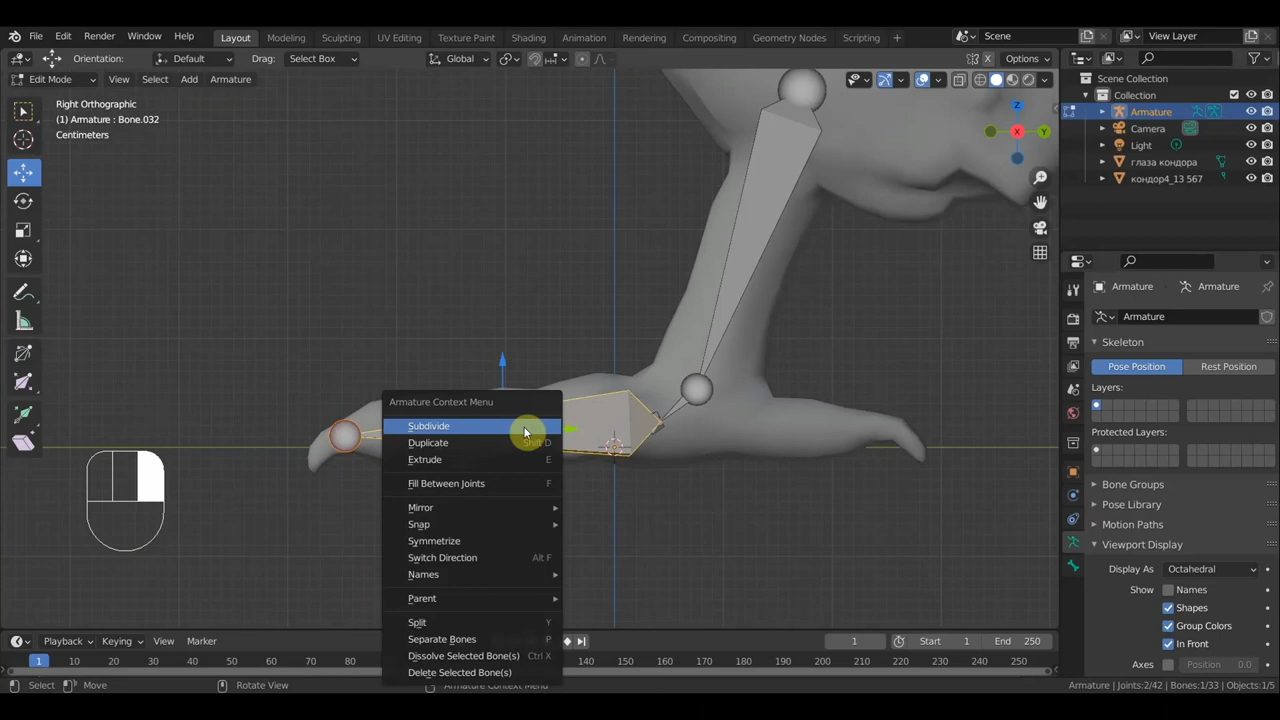 File Edit Render Window Help Layout Modeling Sculpting UV Editing Texture Paint Shading Animation Rendering Compositing Geometry Nodes Scripting + Scene View Layer
Orientation: Default Drag: Select Box Global Options
Edit Mode View Select Add Armature
Right Orthographic
(1) Armature : Bone.032
Centimeters
Z
X
Y
Scene Collection
Collection
Armature
Camera
Light
глаза кондора
кондор4_13 567
Armature Armature
Armature
Skeleton
Pose Position Rest Position
Layers:
Protected Layers:
Bone Groups
Pose Library
Motion Paths
Viewport Display
Display As Octahedral
Show Names
Shapes
Group Colors
In Front
Axes Position 0.0
Armature Context Menu
Subdivide
Duplicate Shift D
Extrude E
Fill Between Joints F
Mirror
Snap
Symmetrize
Switch Direction Alt F
Names
Parent
Split Y
Separate Bones P
Dissolve Selected Bone(s) Ctrl X
Delete Selected Bone(s)
Playback Keying View Marker 1 Start 1 End 250
1 10 20 30 40 50 60 70 80 140 150 160 170 180 190 200 210 220 230 240 250
Select Move Rotate View Armature Context Menu Armature | Joints:2/42 | Bones:1/33 | Objects:1/5